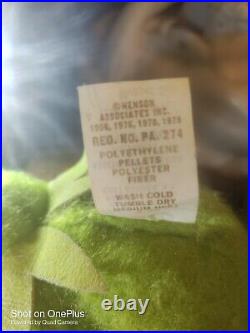 ©HENSON
ASSOCIATES INC.
1956, 1976, 1978, 1979
REG. NO. PA. 274
POLYETHYLENE
PELLETS
POLYESTER
FIBER
WASH COLD
TUMBLE DRY
MEDIUM
Shot on OnePlus
Powered by Quad Camera